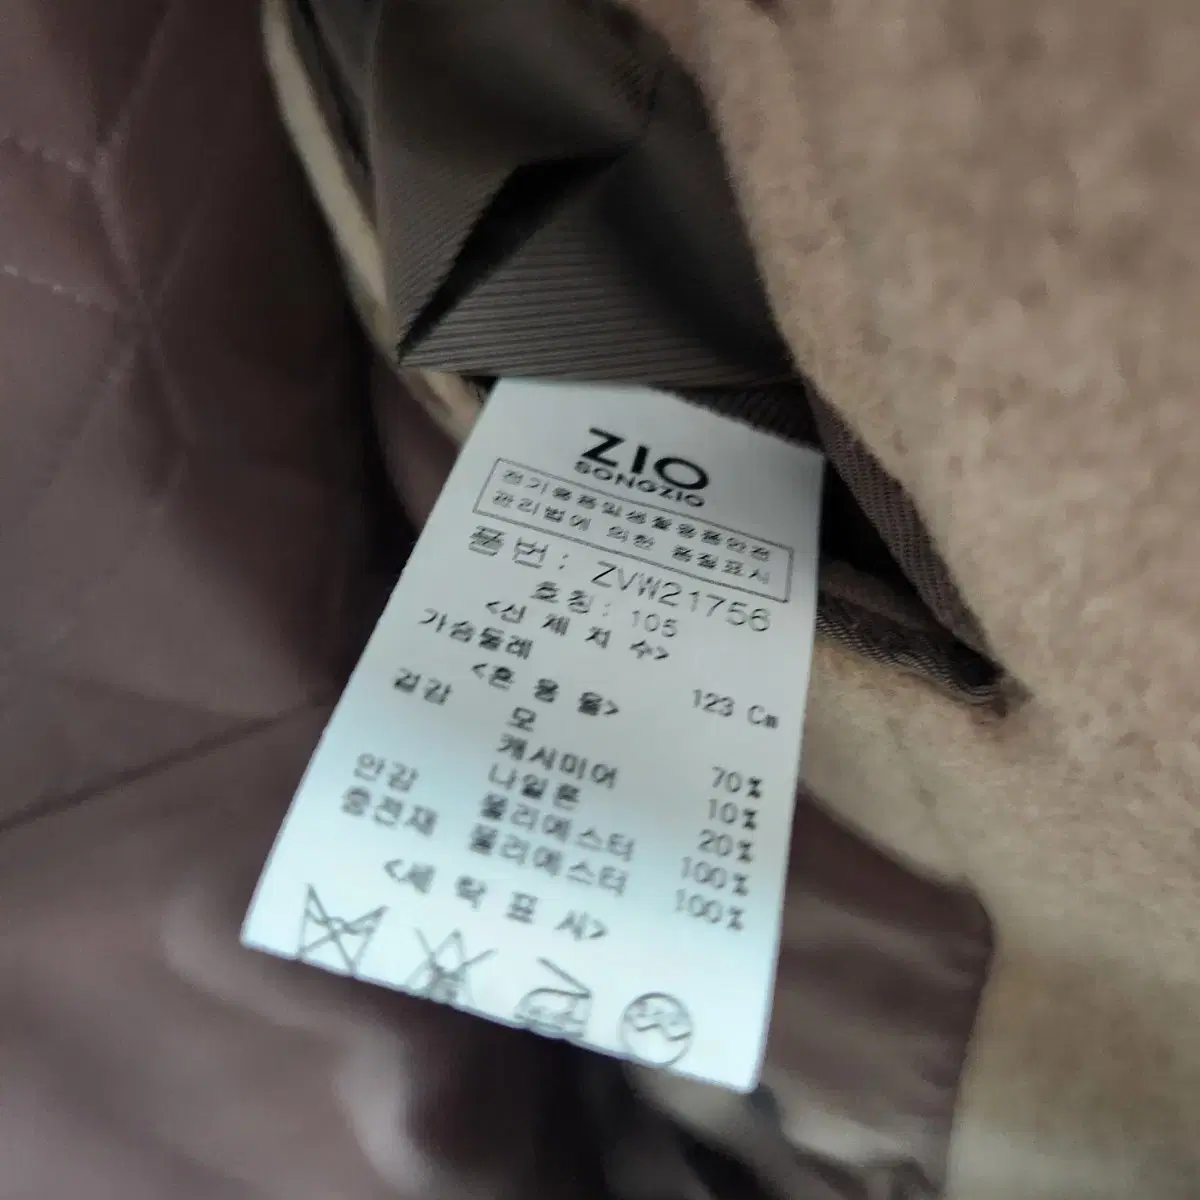 ZIO
SONGZIO
전기용품및생활용품안전
관리법에 의한 품질표시
품번: ZVW21756
호칭: 105
<신 체 치 수>
가슴둘레 123 Cm
<혼 용 율>
겉감 모 70%
캐시미어 10%
나일론 20%
안감 폴리에스터 100%
충전재 폴리에스터 100%
<세 탁 표 시>